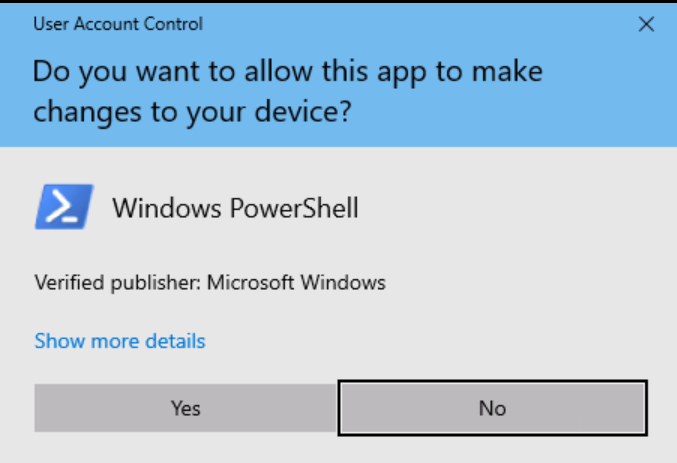 User Account Control
Do you want to allow this app to make
changes to your device?
Windows PowerShell
Verified publisher: Microsoft Windows
Show more details
Yes
No